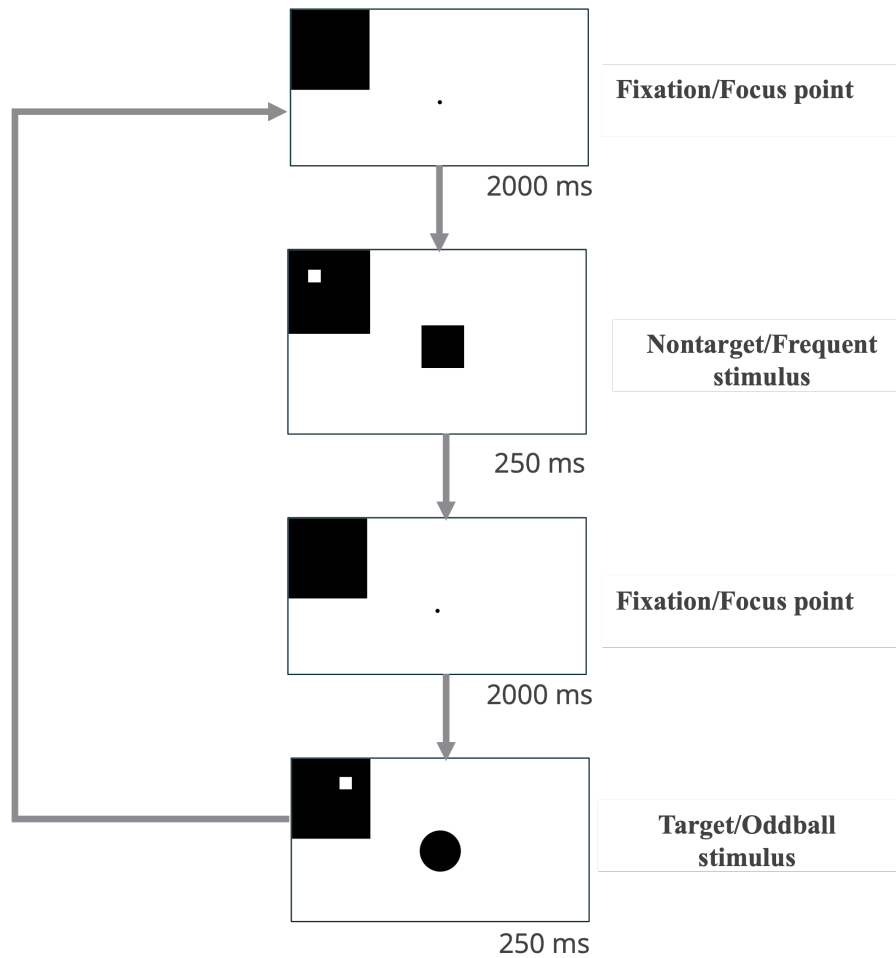 Fixation/Focus point
2000 ms
Nontarget/Frequent
stimulus
250 ms
Fixation/Focus point
2000 ms
Target/Oddball
stimulus
250 ms